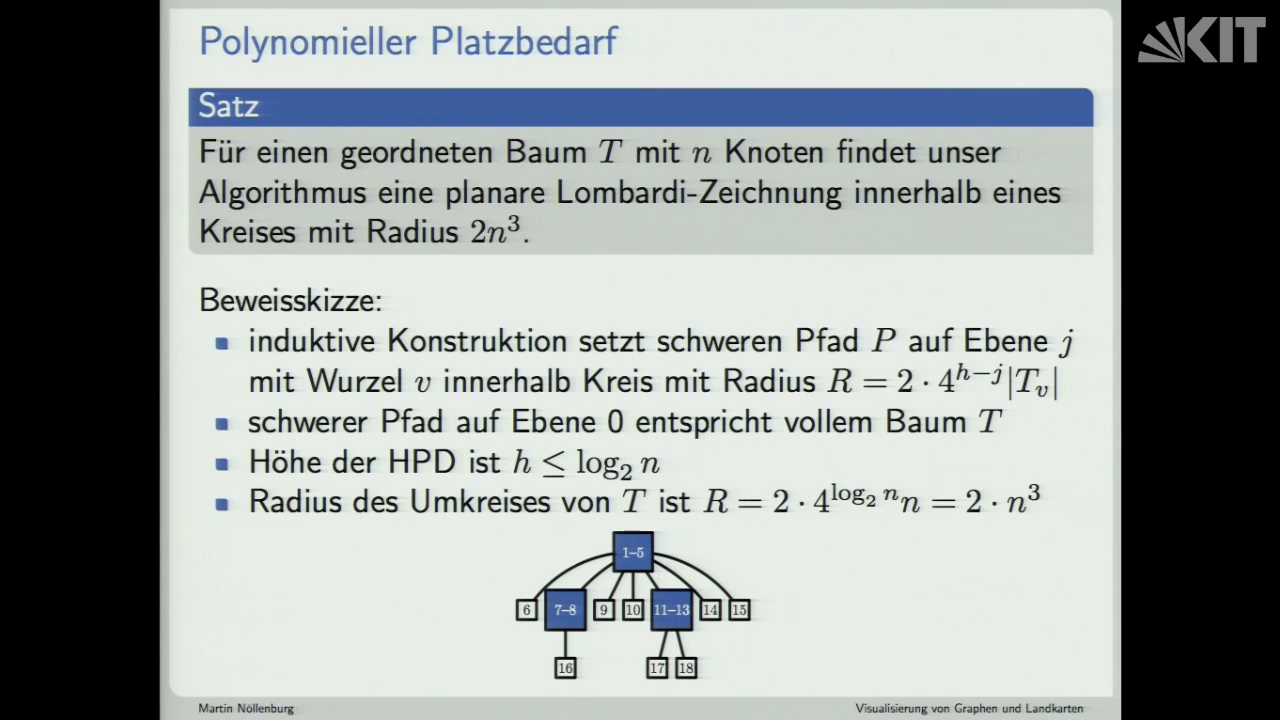 Polynomieller Platzbedarf
KIT
Satz
Für einen geordneten Baum T mit n Knoten findet unser
Algorithmus eine planare Lombardi-Zeichnung innerhalb eines
Kreises mit Radius 2n³.
Beweisskizze:
induktive Konstruktion setzt schweren Pfad P auf Ebene j
mit Wurzel v innerhalb Kreis mit Radius R = 2 · 4^{h−j}|T_v|
schwerer Pfad auf Ebene 0 entspricht vollem Baum T
Höhe der HPD ist h ≤ log₂ n
Radius des Umkreises von T ist R = 2 · 4^{log₂ n}n = 2 · n³
1–5
6 7–8 9 10 11–13 14 15
16 17 18
Martin Nöllenburg
Visualisierung von Graphen und Landkarten